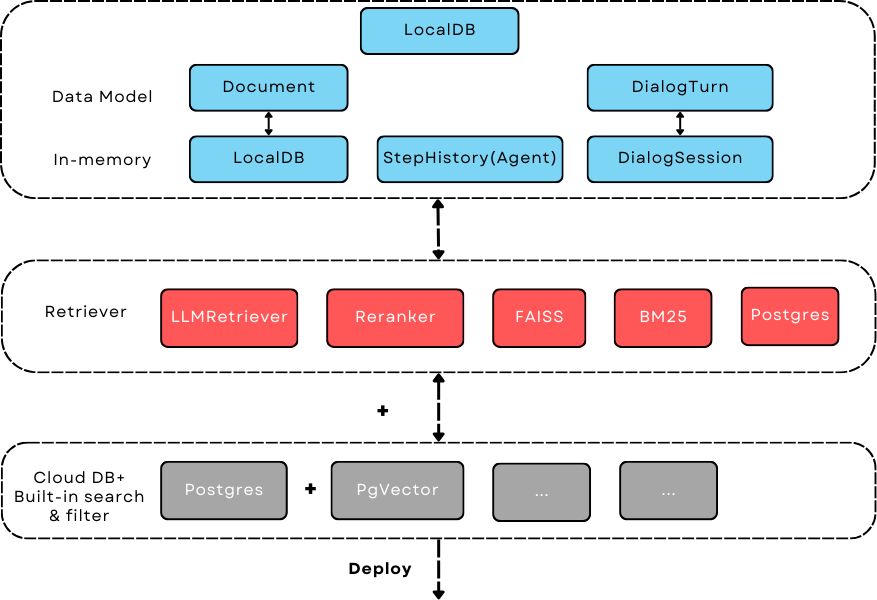 LocalDB
Data Model
Document
DialogTurn
In-memory
LocalDB
StepHistory(Agent)
DialogSession
Retriever
LLMRetriever
Reranker
FAISS
BM25
Postgres
+
Cloud DB+
Built-in search
& filter
Postgres
+
PgVector
...
...
Deploy